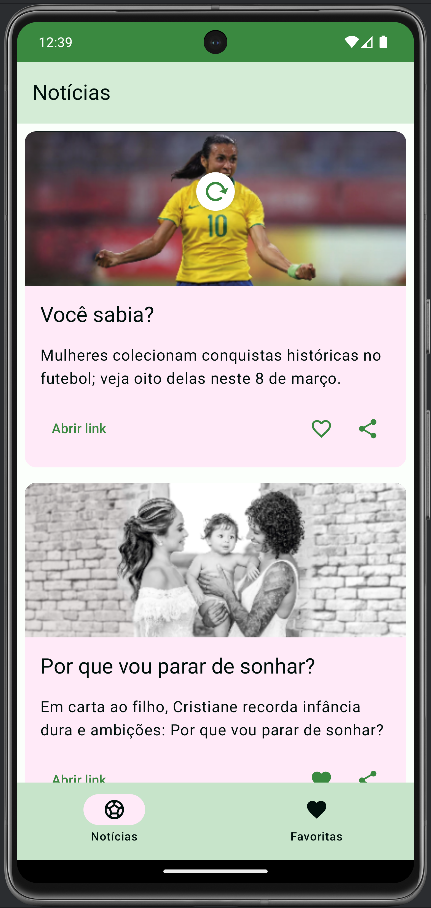 12:39
Notícias
10
Você sabia?
Mulheres colecionam conquistas históricas no
futebol; veja oito delas neste 8 de março.
Abrir link
Por que vou parar de sonhar?
Em carta ao filho, Cristiane recorda infância
dura e ambições: Por que vou parar de sonhar?
Abrir link
Notícias
Favoritas